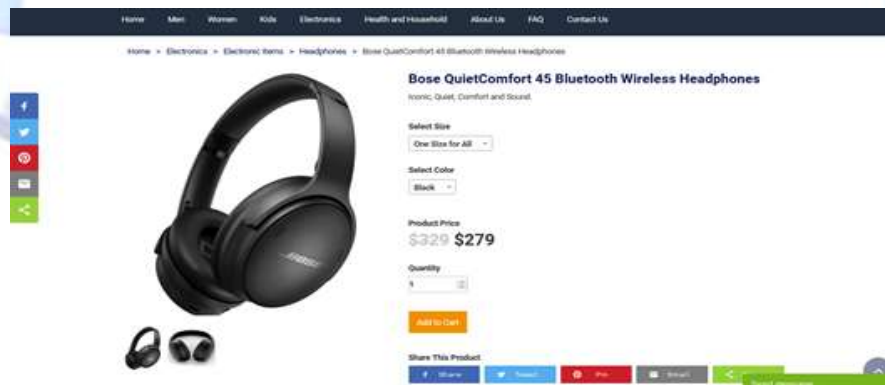 Home Men Women Kids Electronics Health and Household About Us FAQ Contact Us
Home > Electronics > Electronic Items > Headphones > Bose QuietComfort 45 Bluetooth Wireless Headphones
Bose QuietComfort 45 Bluetooth Wireless Headphones
Iconic, Quiet, Comfort and Sound.
Select Size
One Size for All
Select Color
Black
Product Price
$329 $279
Quantity
1
Add to Cart
Share This Product
Share Tweet Pin Email
BOSE